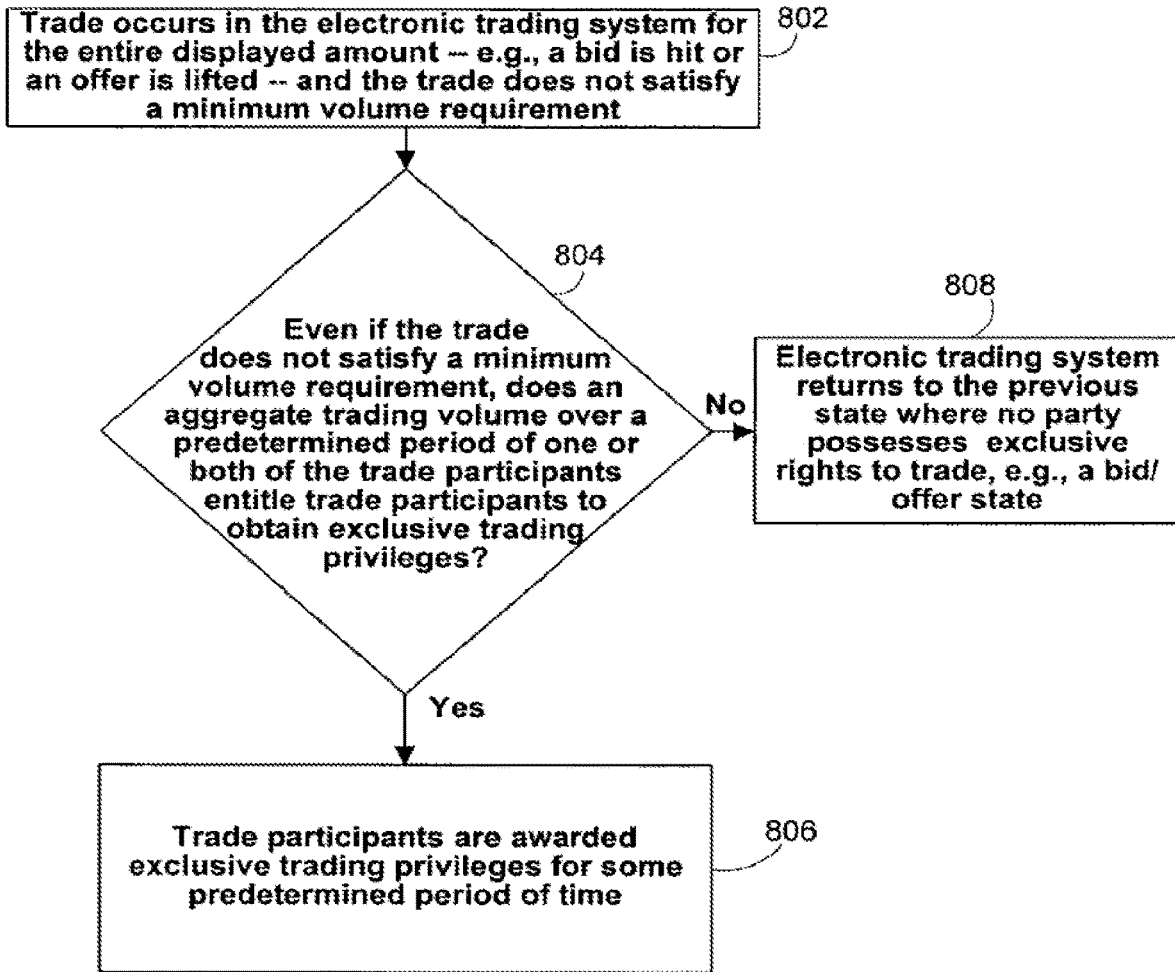 Trade occurs in the electronic trading system for
the entire displayed amount -- e.g., a bid is hit or
an offer is lifted -- and the trade does not satisfy
a minimum volume requirement
802
804
Even if the trade
does not satisfy a minimum
volume requirement, does an
aggregate trading volume over a
predetermined period of one or
both of the trade participants
entitle trade participants to
obtain exclusive trading
privileges?
No
808
Electronic trading system
returns to the previous
state where no party
possesses exclusive
rights to trade, e.g., a bid/
offer state
Yes
806
Trade participants are awarded
exclusive trading privileges for some
predetermined period of time